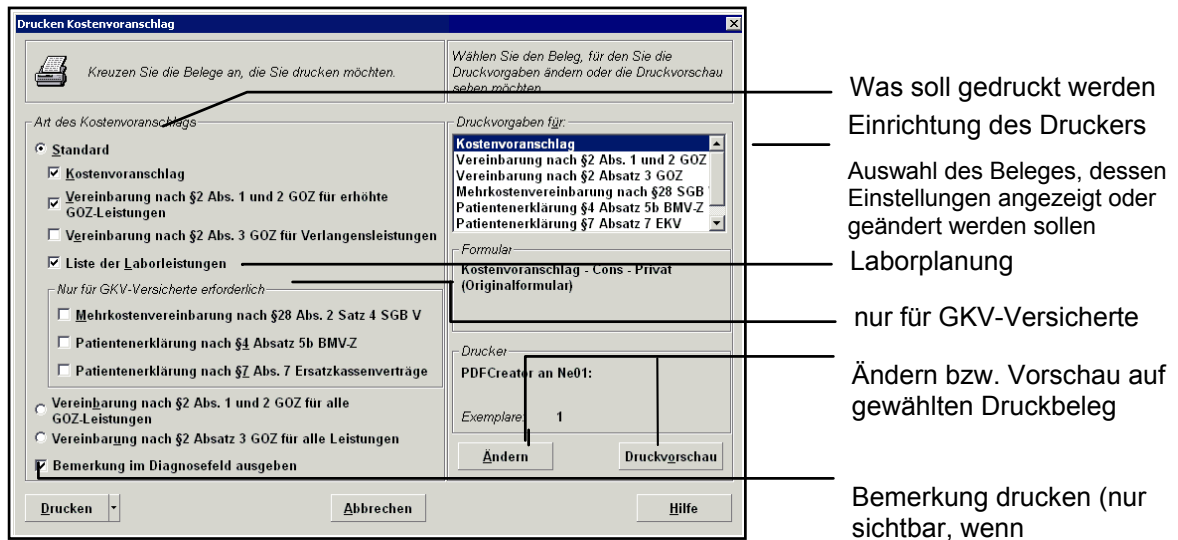 Drucken Kostenvoranschlag
Kreuzen Sie die Belege an, die Sie drucken möchten.
Wählen Sie den Beleg, für den Sie die
Druckvorgaben ändern oder die Druckvorschau
sehen möchten
Art des Kostenvoranschlags
Standard
Kostenvoranschlag
Vereinbarung nach §2 Abs. 1 und 2 GOZ für erhöhte
GOZ-Leistungen
Vereinbarung nach §2 Abs. 3 GOZ für Verlangensleistungen
Liste der Laborleistungen
Nur für GKV-Versicherte erforderlich
Mehrkostenvereinbarung nach §28 Abs. 2 Satz 4 SGB V
Patientenerklärung nach §4 Absatz 5b BMV-Z
Patientenerklärung nach §7 Abs. 7 Ersatzkassenverträge
Vereinbarung nach §2 Abs. 1 und 2 GOZ für alle
GOZ-Leistungen
Vereinbarung nach §2 Absatz 3 GOZ für alle Leistungen
Bemerkung im Diagnosefeld ausgeben
Druckvorgaben für:
Kostenvoranschlag
Vereinbarung nach §2 Abs. 1 und 2 GOZ
Vereinbarung nach §2 Absatz 3 GOZ
Mehrkostenvereinbarung nach §28 SGB
Patientenerklärung §4 Absatz 5b BMV-Z
Patientenerklärung §7 Absatz 7 EKV
Formular
Kostenvoranschlag - Cons - Privat
(Originalformular)
Drucker
PDFCreator an Ne01:
Exemplare: 1
Ändern Druckvorschau
Drucken Abbrechen Hilfe
Was soll gedruckt werden
Einrichtung des Druckers
Auswahl des Beleges, dessen
Einstellungen angezeigt oder
geändert werden sollen
Laborplanung
nur für GKV-Versicherte
Ändern bzw. Vorschau auf
gewählten Druckbeleg
Bemerkung drucken (nur
sichtbar, wenn